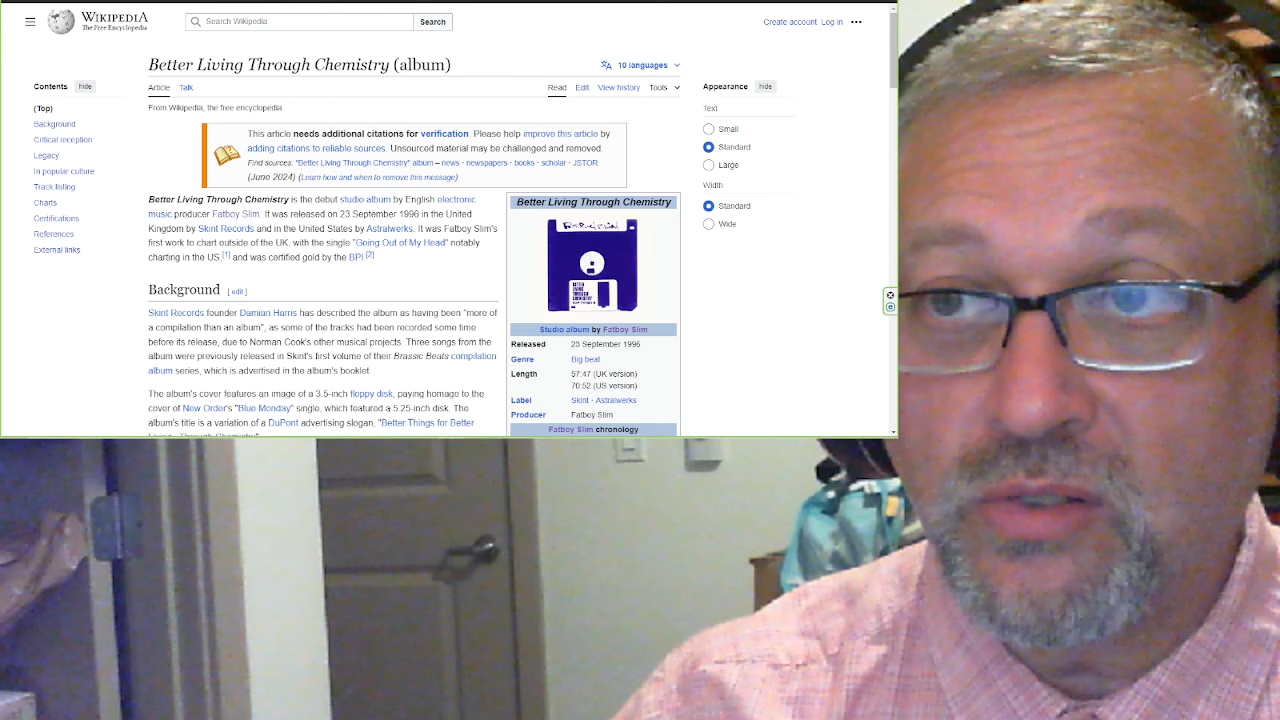 WIKIPEDIA
The Free Encyclopedia
Search Wikipedia
Search
Create account Log in
Better Living Through Chemistry (album)
10 languages
Article Talk
Read Edit View history Tools
From Wikipedia, the free encyclopedia
Contents hide
(Top)
Background
Critical reception
Legacy
In popular culture
Track listing
Charts
Certifications
References
External links
This article needs additional citations for verification. Please help improve this article by
adding citations to reliable sources. Unsourced material may be challenged and removed.
Find sources: "Better Living Through Chemistry" album – news · newspapers · books · scholar · JSTOR
(June 2024) (Learn how and when to remove this message)
Better Living Through Chemistry is the debut studio album by English electronic
music producer Fatboy Slim. It was released on 23 September 1996 in the United
Kingdom by Skint Records and in the United States by Astralwerks. It was Fatboy Slim's
first work to chart outside of the UK, with the single "Going Out of My Head" notably
charting in the US,[1] and was certified gold by the BPI.[2]
Background [ edit ]
Skint Records founder Damian Harris has described the album as having been "more of
a compilation than an album", as some of the tracks had been recorded some time
before its release, due to Norman Cook's other musical projects. Three songs from the
album were previously released in Skint's first volume of their Brassic Beats compilation
album series, which is advertised in the album's booklet.
The album's cover features an image of a 3.5-inch floppy disk, paying homage to the
cover of New Order's "Blue Monday" single, which featured a 5.25-inch disk. The
album's title is a variation of a DuPont advertising slogan, "Better Things for Better
Better Living Through Chemistry
FATBOY SLIM
BETTER
LIVING
THROUGH
CHEMISTRY
Studio album by Fatboy Slim
Released 23 September 1996
Genre Big beat
Length 57:47 (UK version)
70:52 (US version)
Label Skint · Astralwerks
Producer Fatboy Slim
Fatboy Slim chronology
Appearance hide
Text
Small
Standard
Large
Width
Standard
Wide